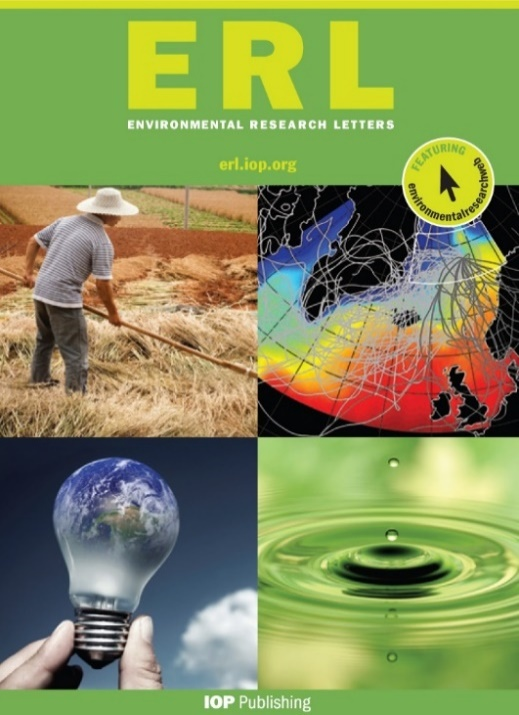 ERL
ENVIRONMENTAL RESEARCH LETTERS
erl.iop.org
FEATURING
environmentalresearchweb
IOP Publishing